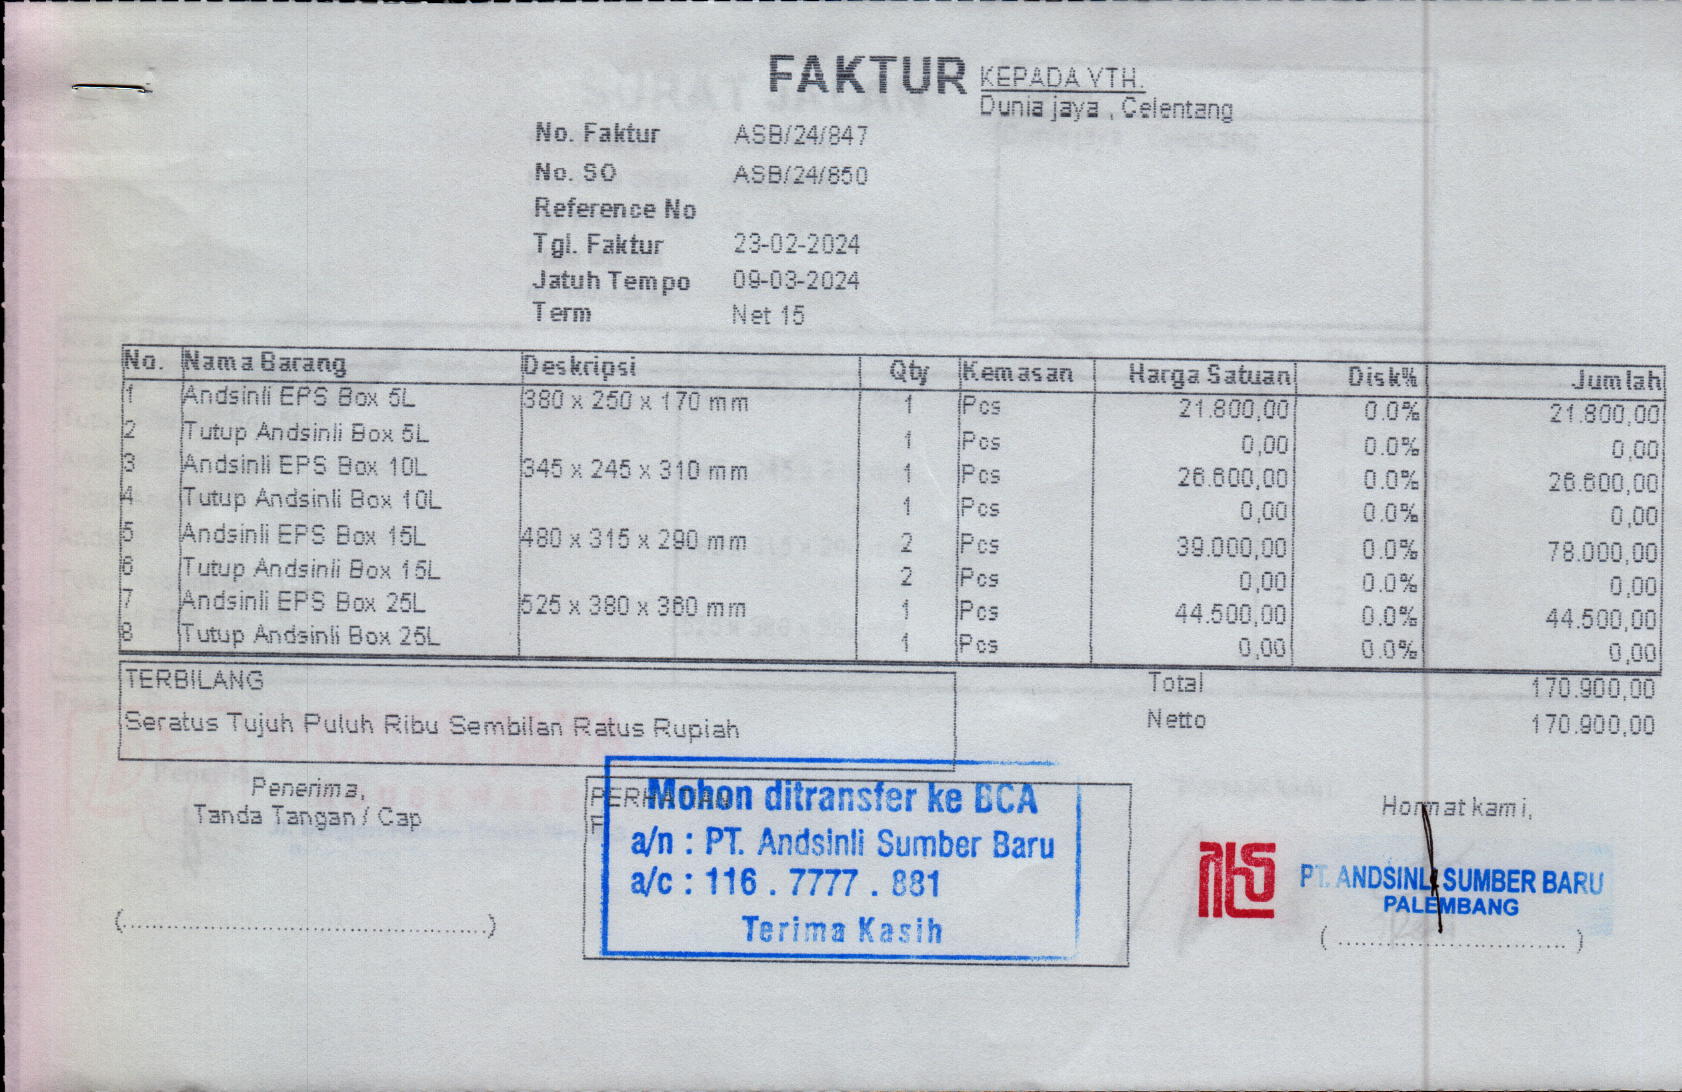 FAKTUR
KEPADA YTH.
Dunia jaya , Celentang
No. Faktur ASB/24/847
No. SO ASB/24/850
Reference No
Tgl. Faktur 23-02-2024
Jatuh Tempo 09-03-2024
Term Net 15
No. Nama Barang Deskripsi Qty Kemasan Harga Satuan Disk% Jumlah
1 Andsinli EPS Box 5L 380 x 250 x 170 mm 1 Pcs 21.800,00 0.0% 21.800,00
2 Tutup Andsinli Box 5L 1 Pcs 0,00 0.0% 0,00
3 Andsinli EPS Box 10L 345 x 245 x 310 mm 1 Pcs 26.600,00 0.0% 26.600,00
4 Tutup Andsinli Box 10L 1 Pcs 0,00 0.0% 0,00
5 Andsinli EPS Box 15L 480 x 315 x 290 mm 2 Pcs 39.000,00 0.0% 78.000,00
6 Tutup Andsinli Box 15L 2 Pcs 0,00 0.0% 0,00
7 Andsinli EPS Box 25L 525 x 380 x 360 mm 1 Pcs 44.500,00 0.0% 44.500,00
8 Tutup Andsinli Box 25L 1 Pcs 0,00 0.0% 0,00
TERBILANG
Seratus Tujuh Puluh Ribu Sembilan Ratus Rupiah
Total 170.900,00
Netto 170.900,00
Penerima,
Tanda Tangan / Cap
PERHATIAN
Mohon ditransfer ke BCA
a/n : PT. Andsinli Sumber Baru
a/c : 116 . 7777 . 881
Terima Kasih
Hormat kami,
PT. ANDSINLI SUMBER BARU
PALEMBANG